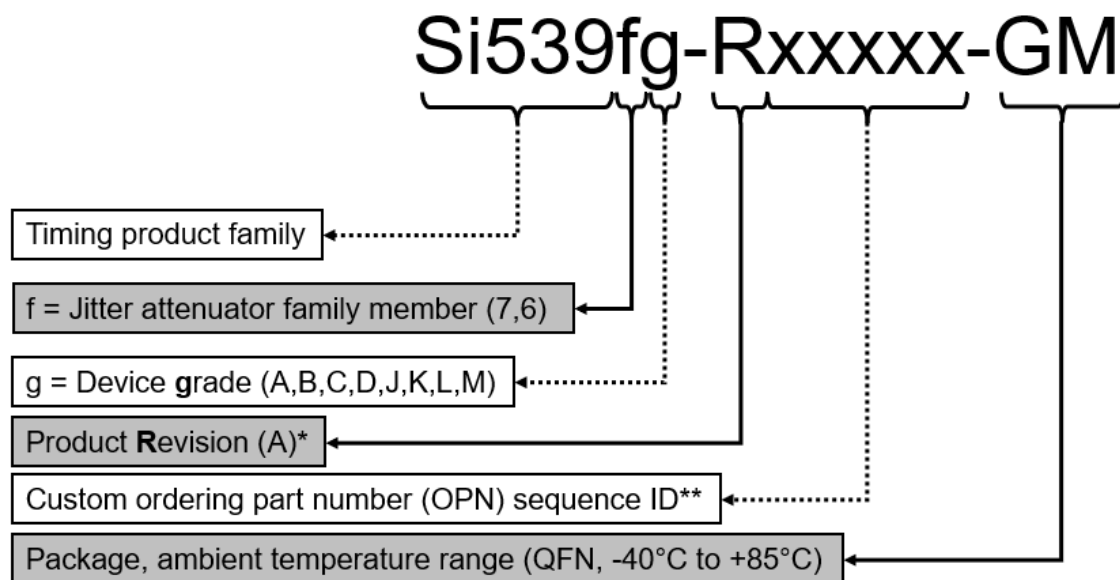 Si539fg-Rxxxxx-GM
Timing product family
f = Jitter attenuator family member (7,6)
g = Device grade (A,B,C,D,J,K,L,M)
Product Revision (A)*
Custom ordering part number (OPN) sequence ID**
Package, ambient temperature range (QFN, -40°C to +85°C)